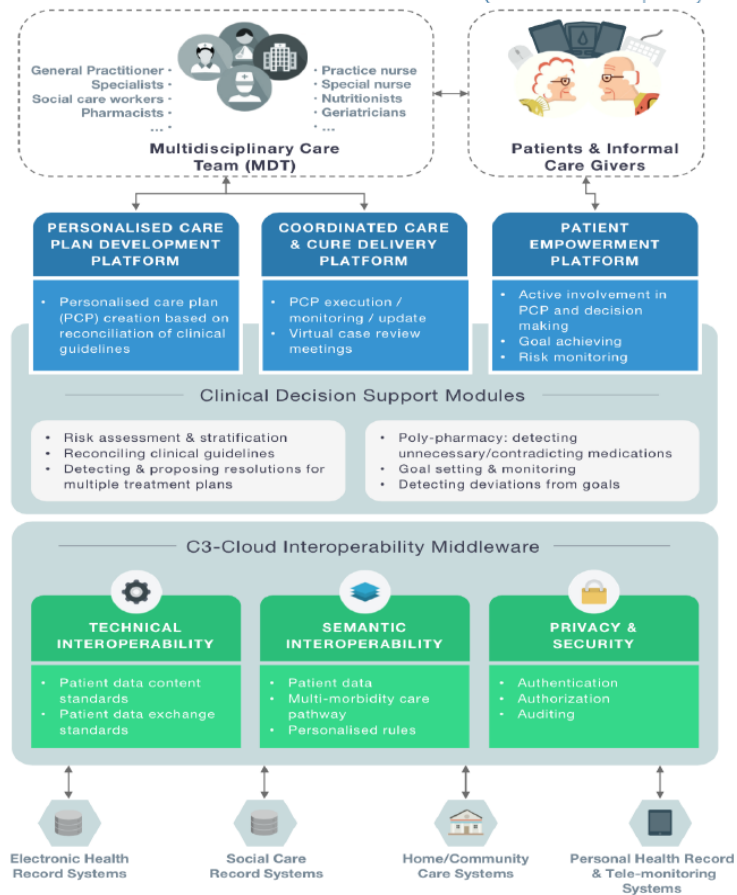 General Practitioner ·
Specialists ·
Social care workers ·
Pharmacists ·
... ·
· Practice nurse
· Special nurse
· Nutritionists
· Geriatricians
· ...
Multidisciplinary Care
Team (MDT)
Patients & Informal
Care Givers
PERSONALISED CARE
PLAN DEVELOPMENT
PLATFORM
• Personalised care plan
(PCP) creation based on
reconciliation of clinical
guidelines
COORDINATED CARE
& CURE DELIVERY
PLATFORM
• PCP execution /
monitoring / update
• Virtual case review
meetings
PATIENT
EMPOWERMENT
PLATFORM
• Active involvement in
PCP and decision
making
• Goal achieving
• Risk monitoring
Clinical Decision Support Modules
• Risk assessment & stratification
• Reconciling clinical guidelines
• Detecting & proposing resolutions for
multiple treatment plans
• Poly-pharmacy: detecting
unnecessary/contradicting medications
• Goal setting & monitoring
• Detecting deviations from goals
C3-Cloud Interoperability Middleware
TECHNICAL
INTEROPERABILITY
• Patient data content
standards
• Patient data exchange
standards
SEMANTIC
INTEROPERABILITY
• Patient data
• Multi-morbidity care
pathway
• Personalised rules
PRIVACY &
SECURITY
• Authentication
• Authorization
• Auditing
Electronic Health
Record Systems
Social Care
Record Systems
Home/Community
Care Systems
Personal Health Record
& Tele-monitoring
Systems